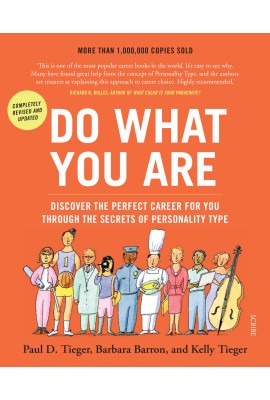 MORE THAN 1,000,000 COPIES SOLD
'This is one of the most popular career books in the world. It's easy to see why.
Many have found great help from the concept of Personality Type, and the authors
are masters at explaining this approach to career choice. Highly recommended.'
RICHARD N. BOLLES, AUTHOR OF WHAT COLOR IS YOUR PARACHUTE?
COMPLETELY
REVISED AND
UPDATED
DO WHAT
YOU ARE
DISCOVER THE PERFECT CAREER FOR YOU
THROUGH THE SECRETS OF PERSONALITY TYPE
SCRIBE
Paul D. Tieger, Barbara Barron, and Kelly Tieger